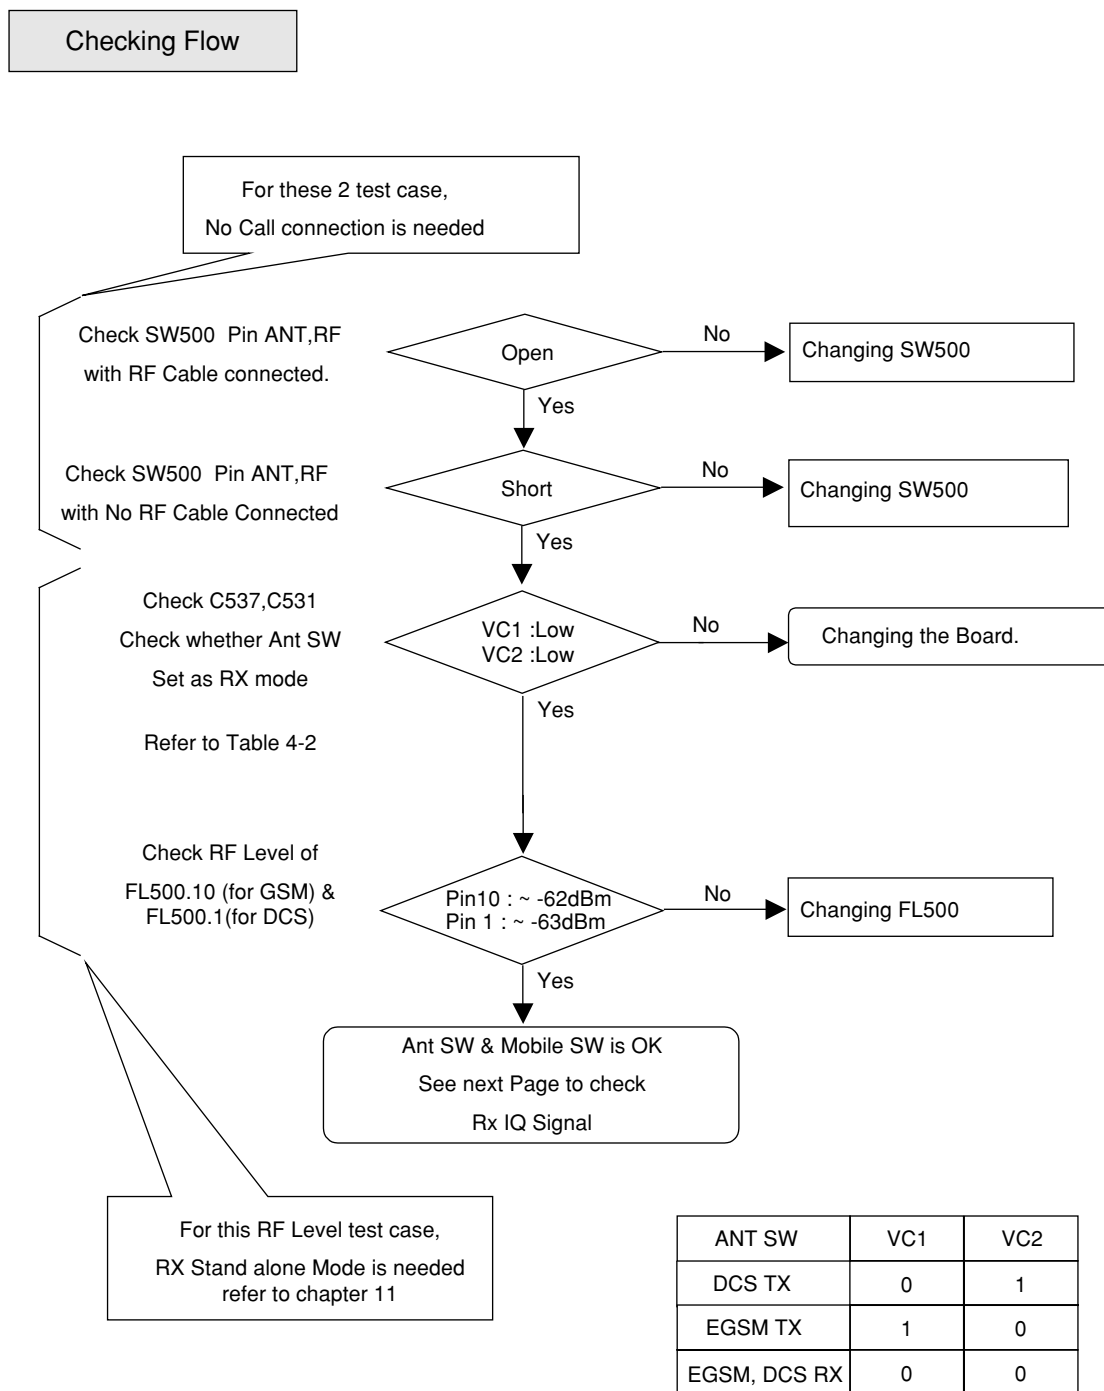 Checking Flow
For these 2 test case,
No Call connection is needed
Check SW500 Pin ANT,RF
with RF Cable connected.
Open
No
Changing SW500
Yes
Check SW500 Pin ANT,RF
with No RF Cable Connected
Short
No
Changing SW500
Yes
Check C537,C531
Check whether Ant SW
Set as RX mode
Refer to Table 4-2
VC1 :Low
VC2 :Low
No
Changing the Board.
Yes
Check RF Level of
FL500.10 (for GSM) &
FL500.1(for DCS)
Pin10 : ~ -62dBm
Pin 1 : ~ -63dBm
No
Changing FL500
Yes
Ant SW & Mobile SW is OK
See next Page to check
Rx IQ Signal
For this RF Level test case,
RX Stand alone Mode is needed
refer to chapter 11
ANT SW VC1 VC2
DCS TX 0 1
EGSM TX 1 0
EGSM, DCS RX 0 0